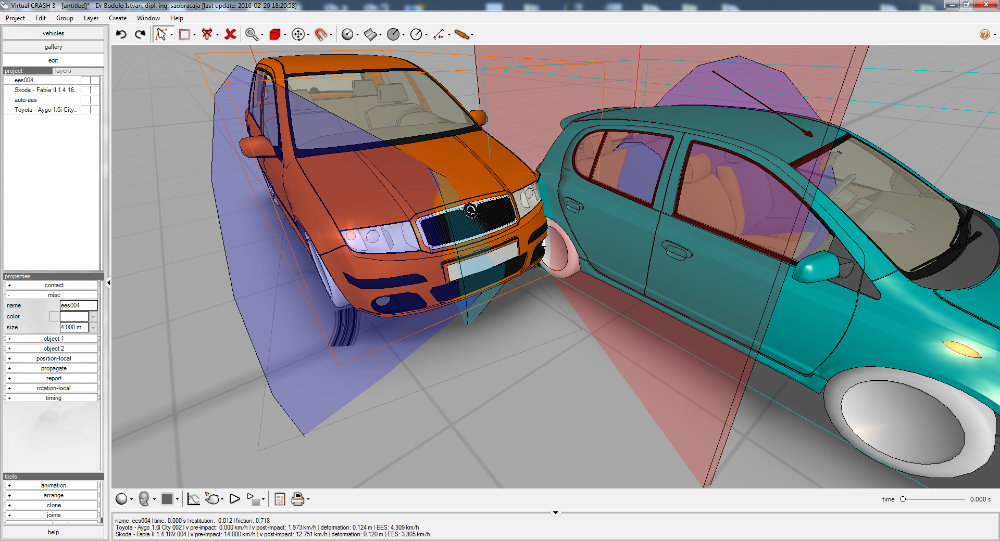 Virtual CRASH 3 - [untitled]* - Dr Bodolo Istvan, dipl. ing. saobracaja [last update: 2016-02-20 18:20:58]
Project Edit Group Layer Create Window Help
vehicles
gallery
edit
project layers
ees004
Skoda - Fabia II 1.4 16...
auto-ees
Toyota - Aygo 1.0i City...
properties
+ contact
- misc
name ees004
color
size 4.000 m
+ object 1
+ object 2
+ position-local
+ propagate
+ report
+ rotation-local
+ timing
tools
+ animation
+ arrange
+ clone
+ joints
help
1m
time 0.000 s
name: ees004 | time: 0.000 s | restitution: -0.012 | friction: 0.718
Toyota - Aygo 1.0i City 002 | v pre-impact: 0.000 km/h | v post-impact: 1.973 km/h | deformation: 0.124 m | EES: 4.309 km/h
Skoda - Fabia II 1.4 16V 004 | v pre-impact: 14.000 km/h | v post-impact: 12.751 km/h | deformation: 0.120 m | EES: 3.805 km/h